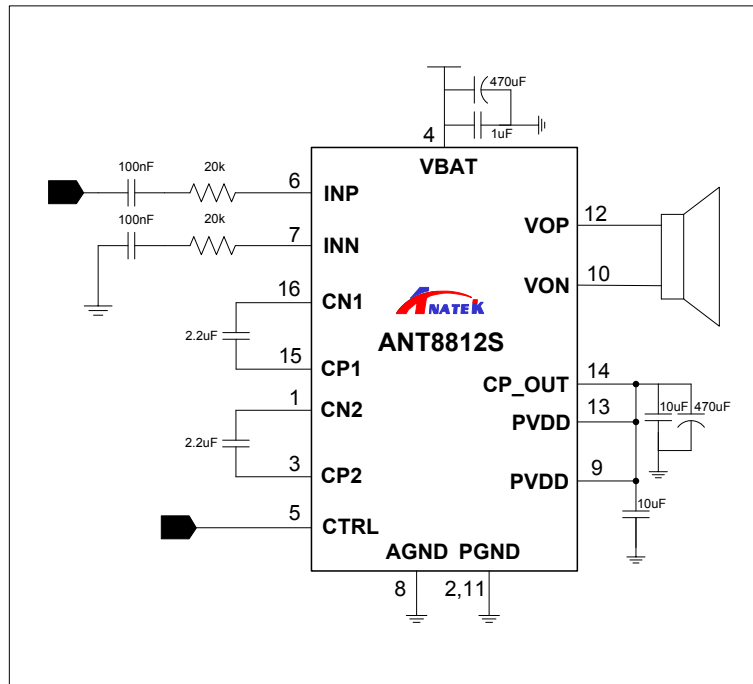 470uF
1uF
4
VBAT
100nF 20k
6 INP
100nF 20k
7 INN
VOP 12
VON 10
16 CN1
2.2uF
15 CP1
ANATEK
ANT8812S
1 CN2
2.2uF
3 CP2
CP_OUT 14
10uF 470uF
PVDD 13
PVDD 9
10uF
5 CTRL
AGND PGND
8 2,11